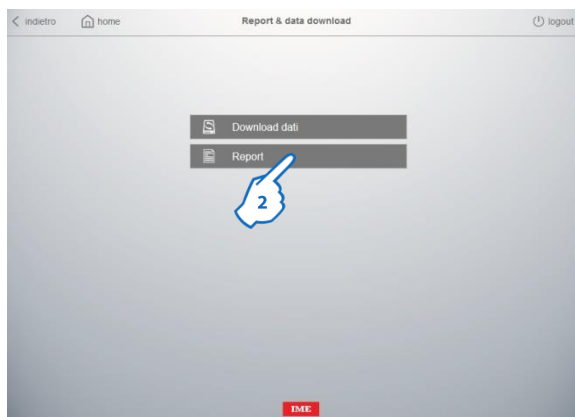 indietro home Report & data download logout
Download dati
Report
2
IME